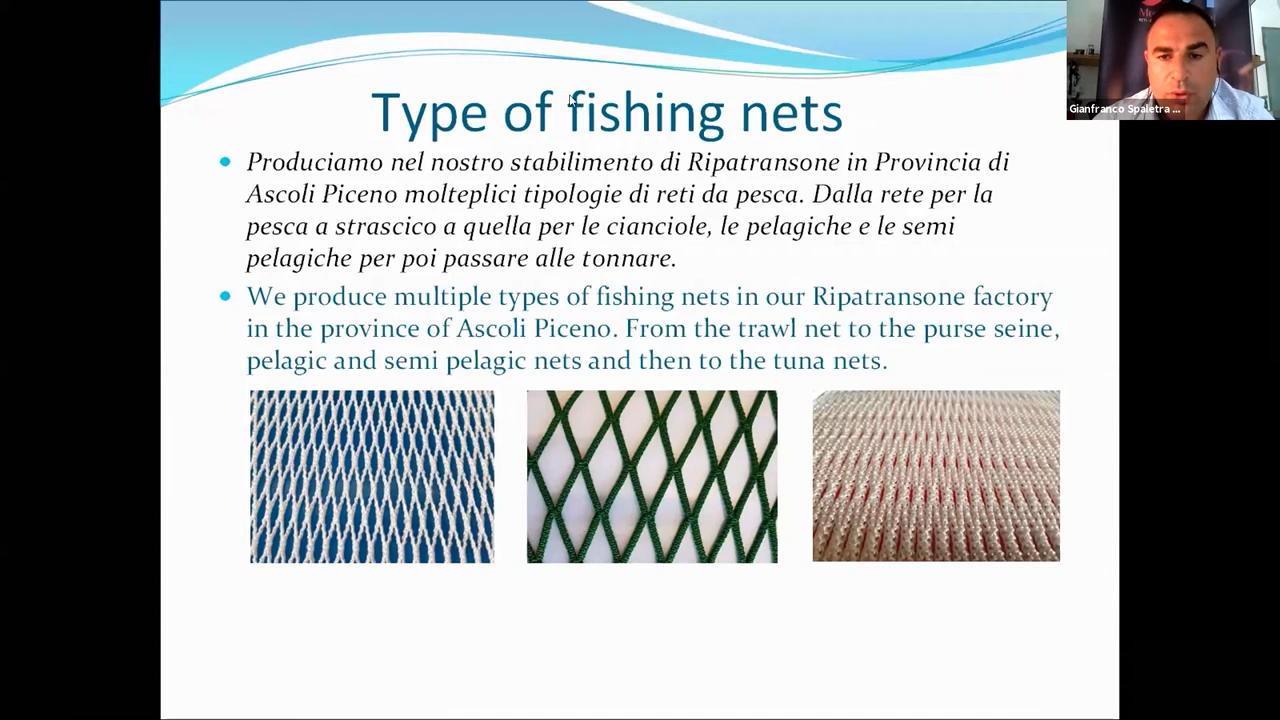 Type of fishing nets
Produciamo nel nostro stabilimento di Ripatransone in Provincia di
Ascoli Piceno molteplici tipologie di reti da pesca. Dalla rete per la
pesca a strascico a quella per le cianciole, le pelagiche e le semi
pelagiche per poi passare alle tonnare.
We produce multiple types of fishing nets in our Ripatransone factory
in the province of Ascoli Piceno. From the trawl net to the purse seine,
pelagic and semi pelagic nets and then to the tuna nets.
Gianfranco Spaletra ...